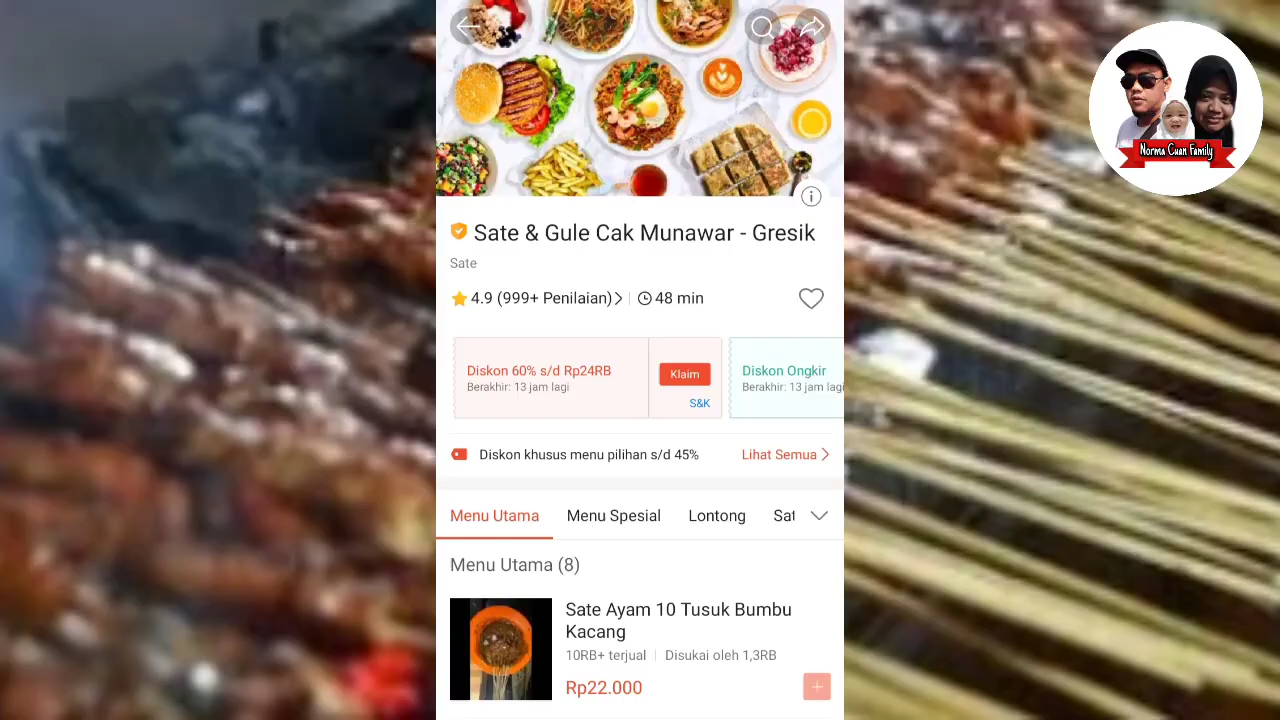 Norma Cuan Family
Sate & Gule Cak Munawar - Gresik
Sate
4.9 (999+ Penilaian) 48 min
Diskon 60% s/d Rp24RB
Berakhir: 13 jam lagi
Klaim
S&K
Diskon Ongkir
Berakhir: 13 jam lagi
Diskon khusus menu pilihan s/d 45% Lihat Semua
Menu Utama Menu Spesial Lontong Sat
Menu Utama (8)
Sate Ayam 10 Tusuk Bumbu
Kacang
10RB+ terjual Disukai oleh 1,3RB
Rp22.000